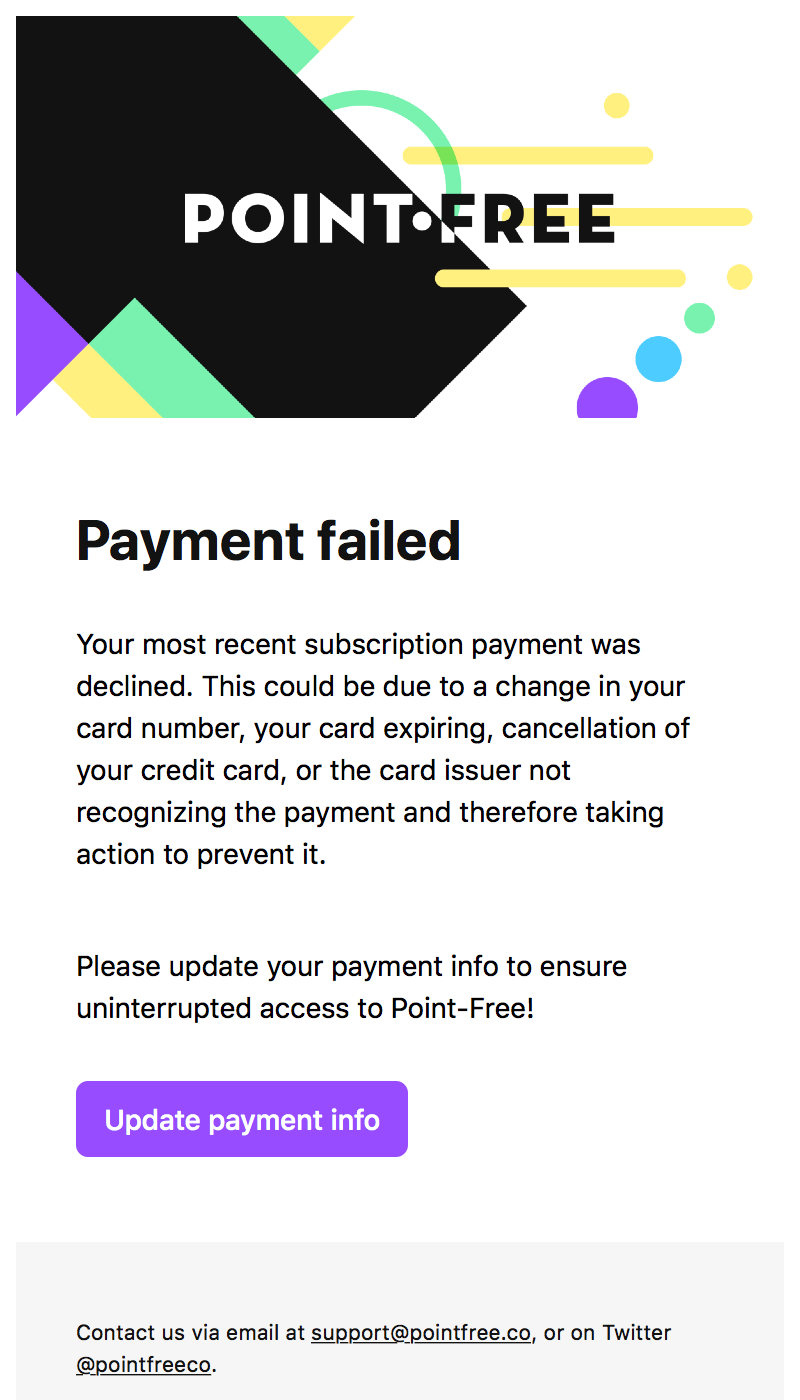 POINT•FREE
Payment failed
Your most recent subscription payment was
declined. This could be due to a change in your
card number, your card expiring, cancellation of
your credit card, or the card issuer not
recognizing the payment and therefore taking
action to prevent it.
Please update your payment info to ensure
uninterrupted access to Point-Free!
Update payment info
Contact us via email at support@pointfree.co, or on Twitter
@pointfreeco.